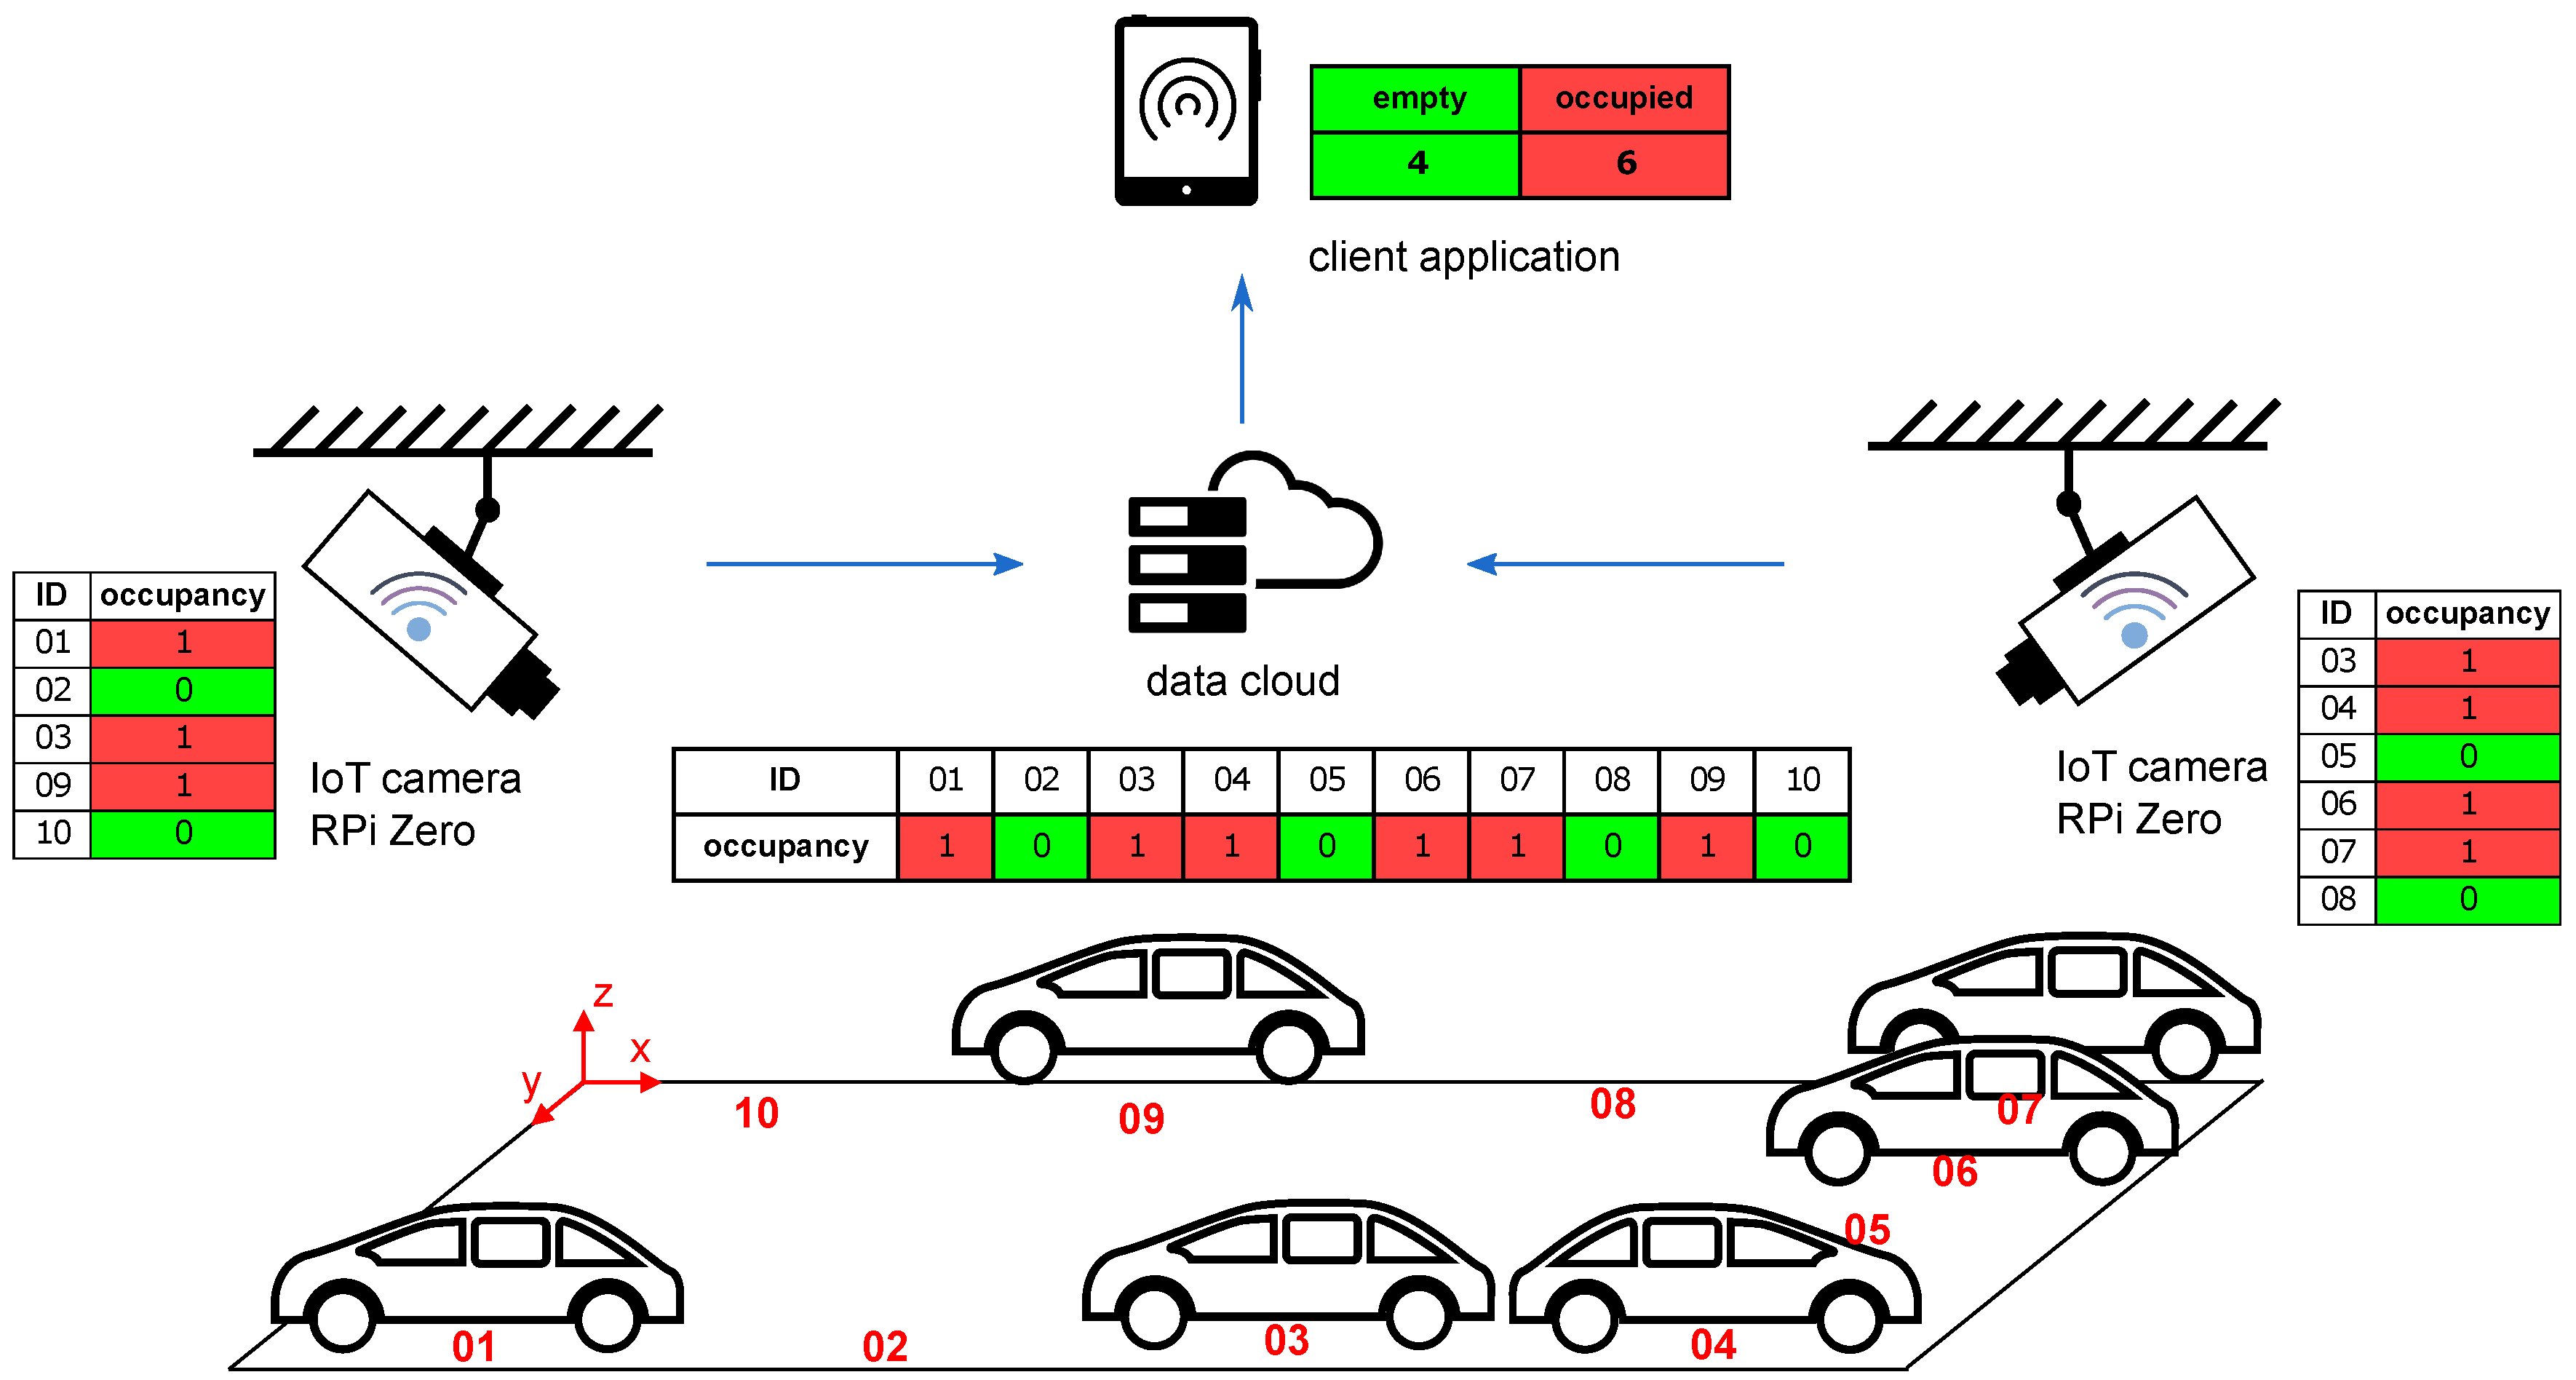 empty occupied
4 6
client application
ID occupancy
01 1
02 0
03 1
09 1
10 0
IoT camera
RPi Zero
data cloud
ID 01 02 03 04 05 06 07 08 09 10
occupancy 1 0 1 1 0 1 1 0 1 0
IoT camera
RPi Zero
ID occupancy
03 1
04 1
05 0
06 1
07 1
08 0
z
x
y
10 09 08 07
06
05
01 02 03 04